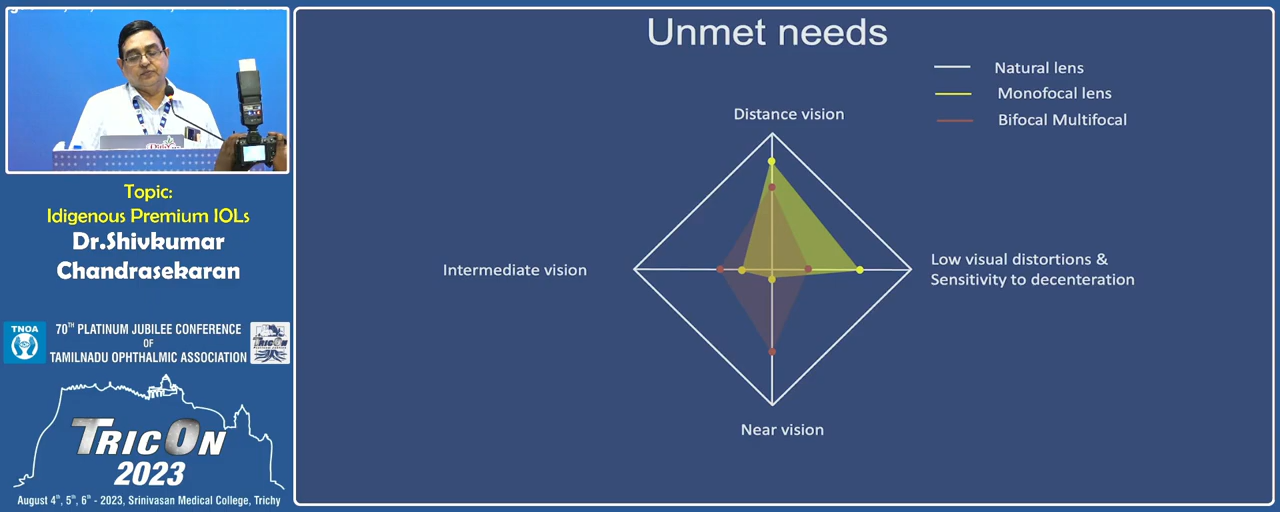 Topic:
Idigenous Premium IOLs
Dr.Shivkumar
Chandrasekaran
TNOA
70TH PLATINUM JUBILEE CONFERENCE
OF
TAMILNADU OPHTHALMIC ASSOCIATION
TRICON
TRICON
2023
August 4th, 5th, 6th - 2023, Srinivasan Medical College, Trichy
Unmet needs
Natural lens
Monofocal lens
Bifocal Multifocal
Distance vision
Intermediate vision
Low visual distortions &
Sensitivity to decenteration
Near vision